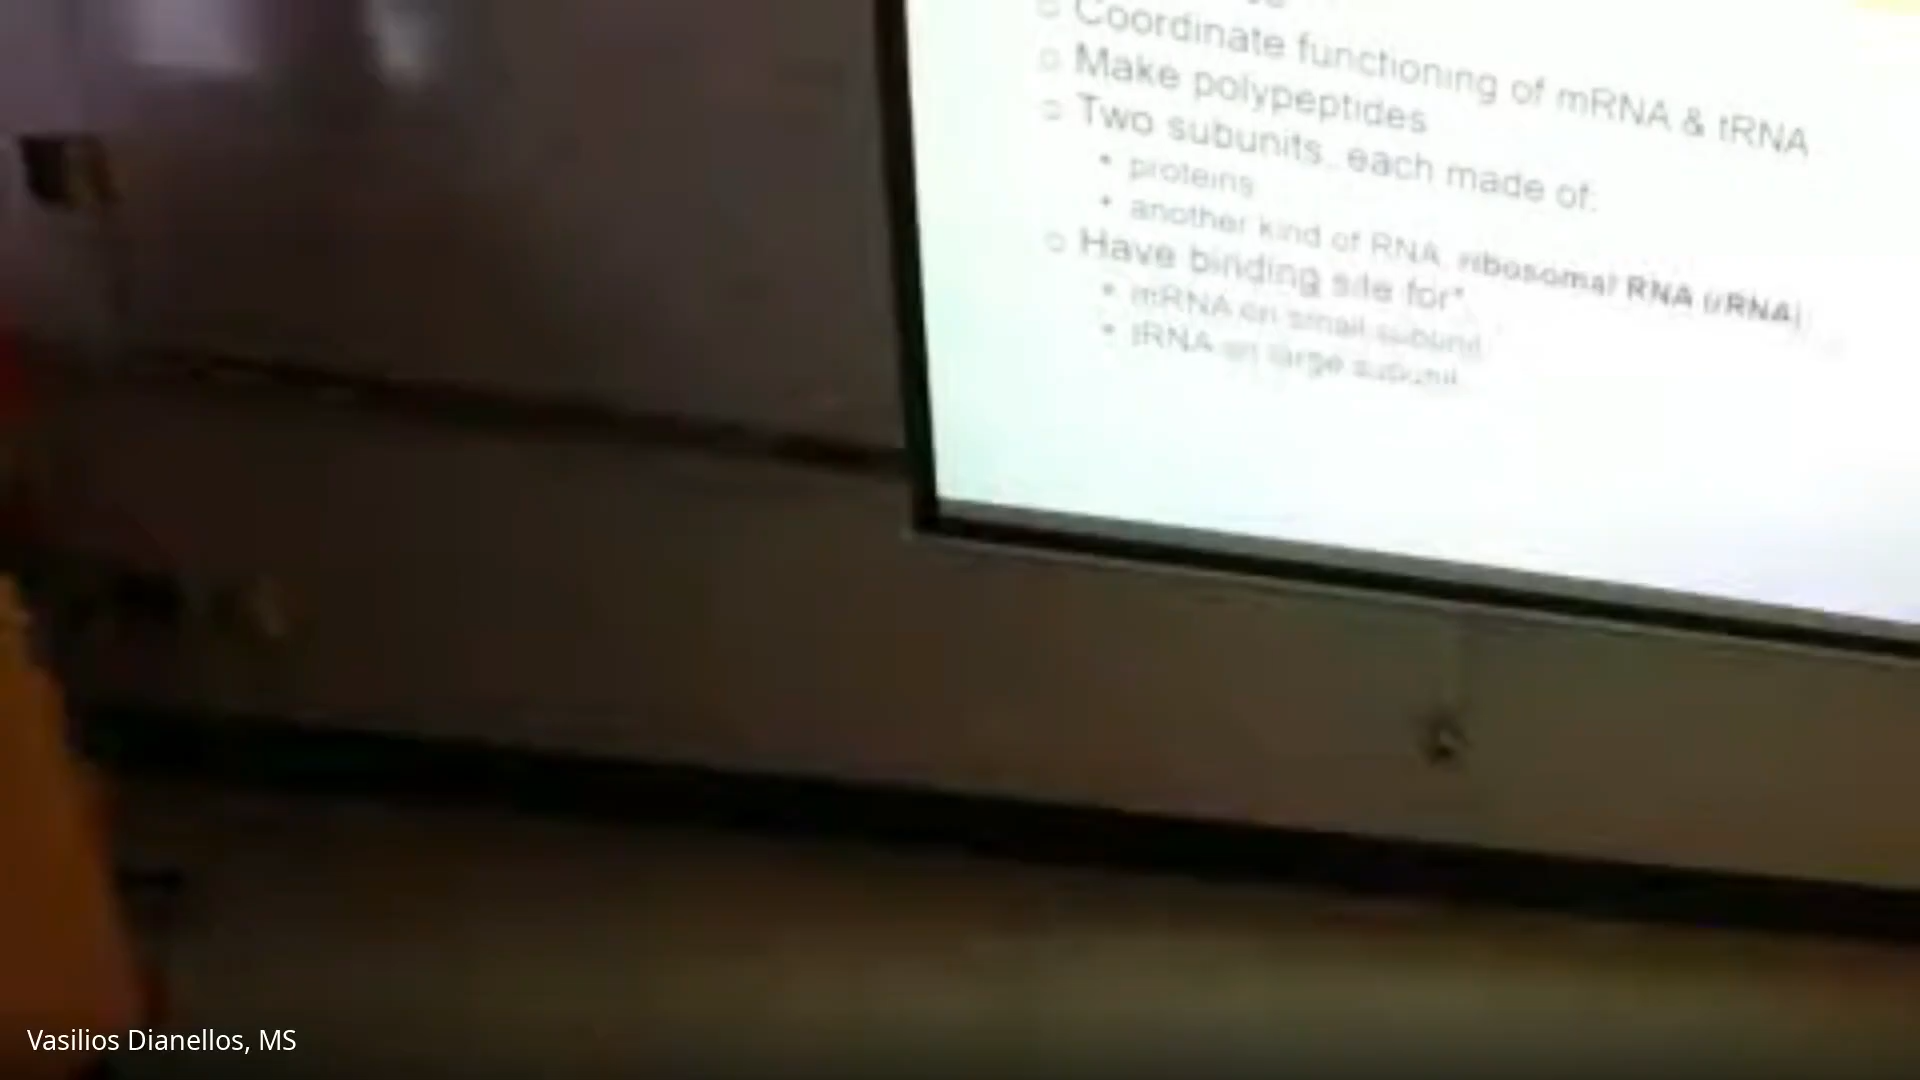 Coordinate functioning of mRNA & tRNA
Make polypeptides
Two subunits, each made of:
• proteins
• another kind of RNA, ribosomal RNA (rRNA)
Have binding site for*
• mRNA on small subunit
• tRNA on large subunit
Vasilios Dianellos, MS